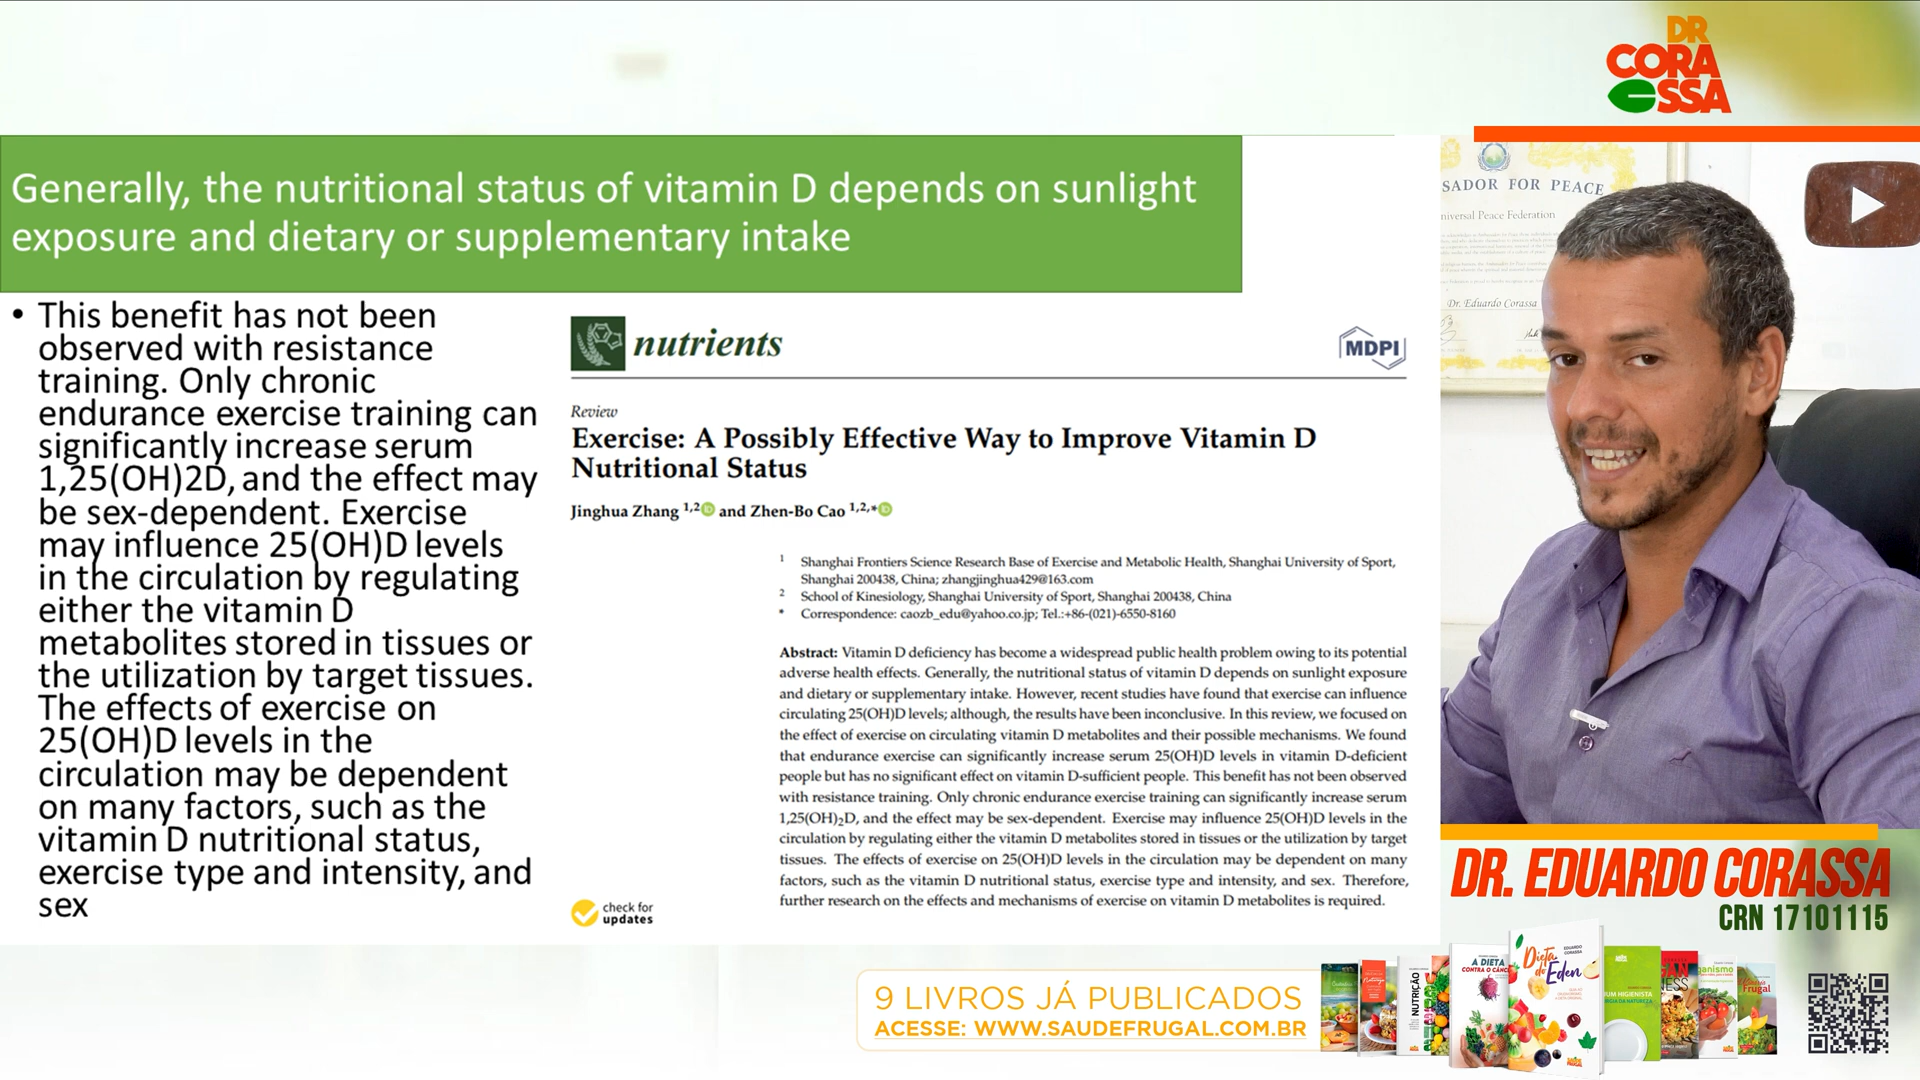 DR
CORA
SSA
Generally, the nutritional status of vitamin D depends on sunlight
exposure and dietary or supplementary intake
• This benefit has not been
observed with resistance
training. Only chronic
endurance exercise training can
significantly increase serum
1,25(OH)2D, and the effect may
be sex-dependent. Exercise
may influence 25(OH)D levels
in the circulation by regulating
either the vitamin D
metabolites stored in tissues or
the utilization by target tissues.
The effects of exercise on
25(OH)D levels in the
circulation may be dependent
on many factors, such as the
vitamin D nutritional status,
exercise type and intensity, and
sex
nutrients
MDPI
Review
Exercise: A Possibly Effective Way to Improve Vitamin D
Nutritional Status
Jinghua Zhang 1,2 and Zhen-Bo Cao 1,2,*
1 Shanghai Frontiers Science Research Base of Exercise and Metabolic Health, Shanghai University of Sport,
Shanghai 200438, China; zhangjinghua429@163.com
2 School of Kinesiology, Shanghai University of Sport, Shanghai 200438, China
* Correspondence: caozb_edu@yahoo.co.jp; Tel.:+86-(021)-6550-8160
Abstract: Vitamin D deficiency has become a widespread public health problem owing to its potential
adverse health effects. Generally, the nutritional status of vitamin D depends on sunlight exposure
and dietary or supplementary intake. However, recent studies have found that exercise can influence
circulating 25(OH)D levels; although, the results have been inconclusive. In this review, we focused on
the effect of exercise on circulating vitamin D metabolites and their possible mechanisms. We found
that endurance exercise can significantly increase serum 25(OH)D levels in vitamin D-deficient
people but has no significant effect on vitamin D-sufficient people. This benefit has not been observed
with resistance training. Only chronic endurance exercise training can significantly increase serum
1,25(OH)₂D, and the effect may be sex-dependent. Exercise may influence 25(OH)D levels in the
circulation by regulating either the vitamin D metabolites stored in tissues or the utilization by target
tissues. The effects of exercise on 25(OH)D levels in the circulation may be dependent on many
factors, such as the vitamin D nutritional status, exercise type and intensity, and sex. Therefore,
further research on the effects and mechanisms of exercise on vitamin D metabolites is required.
check for
updates
SADOR FOR PEACE
niversal Peace Federation
Dr. Eduardo Corassa
DR. EDUARDO CORASSA
CRN 17101115
9 LIVROS JÁ PUBLICADOS
ACESSE: WWW.SAUDEFRUGAL.COM.BR
NUTRIÇÃO
A DIETA
CONTRA O CÂNC
EDUARDO
CORASSA
Dieta
do
Eden
UM HIGIENISTA
AN
NESS
ganismo
Frugal